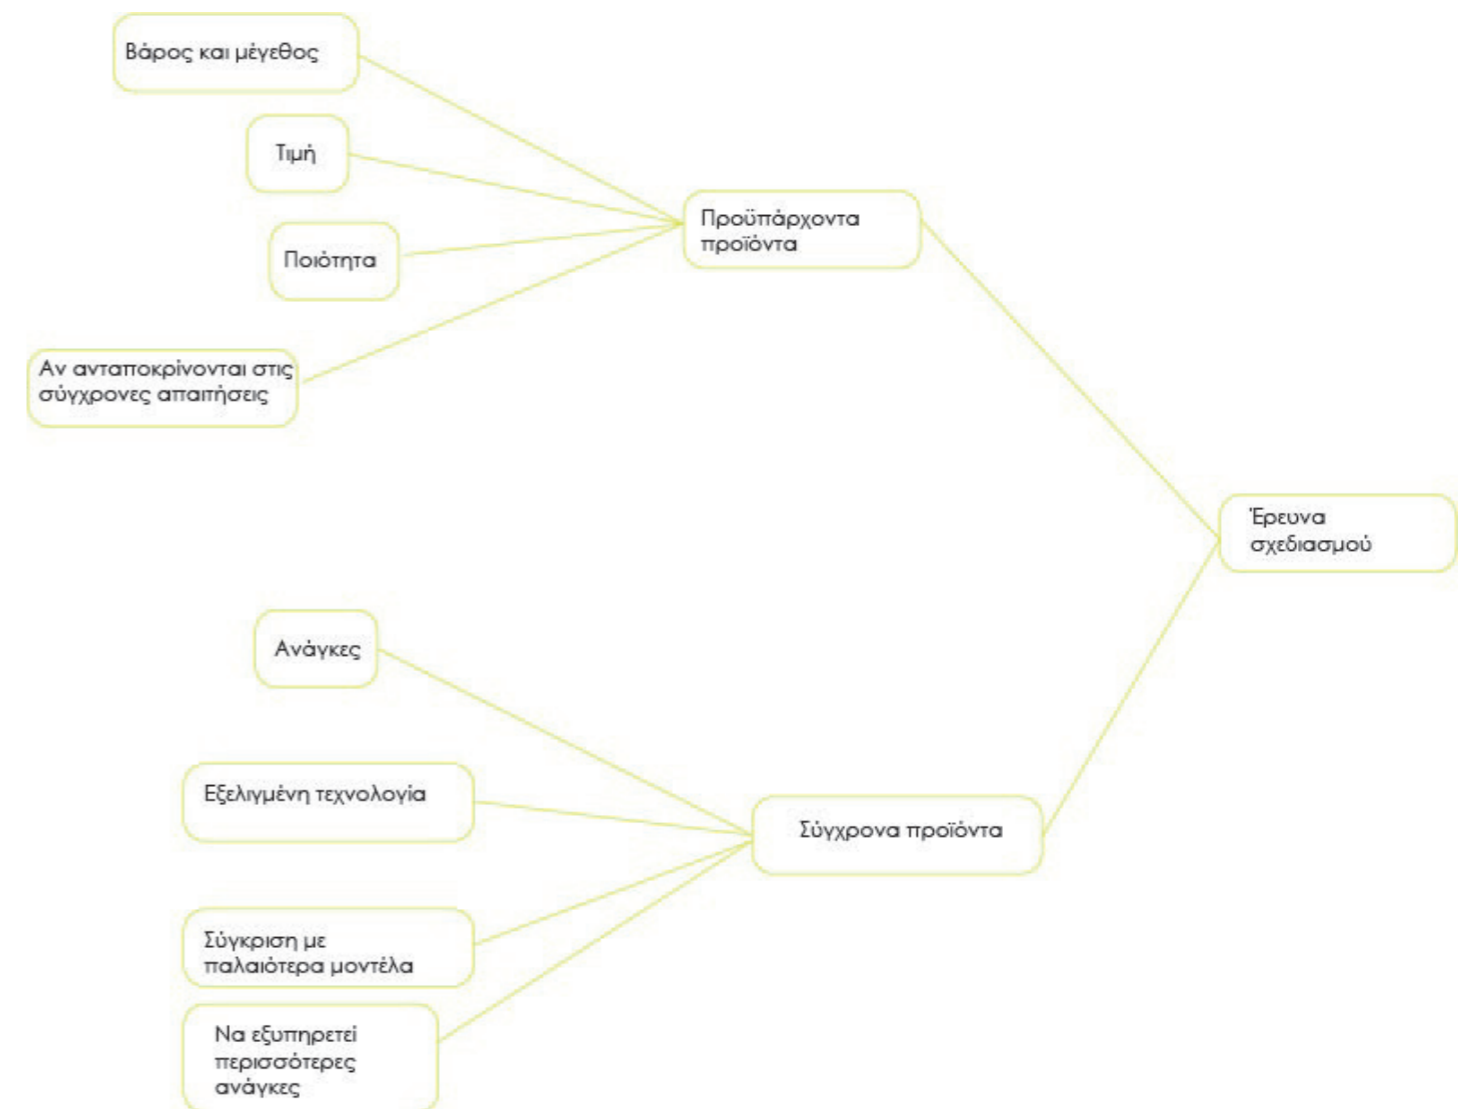 Βάρος και μέγεθος
Τιμή
Ποιότητα
Αν ανταποκρίνονται στις
σύγχρονες απαιτήσεις
Προϋπάρχοντα
προϊόντα
Έρευνα
σχεδιασμού
Ανάγκες
Εξελιγμένη τεχνολογία
Σύγκριση με
παλαιότερα μοντέλα
Να εξυπηρετεί
περισσότερες
ανάγκες
Σύγχρονα προϊόντα